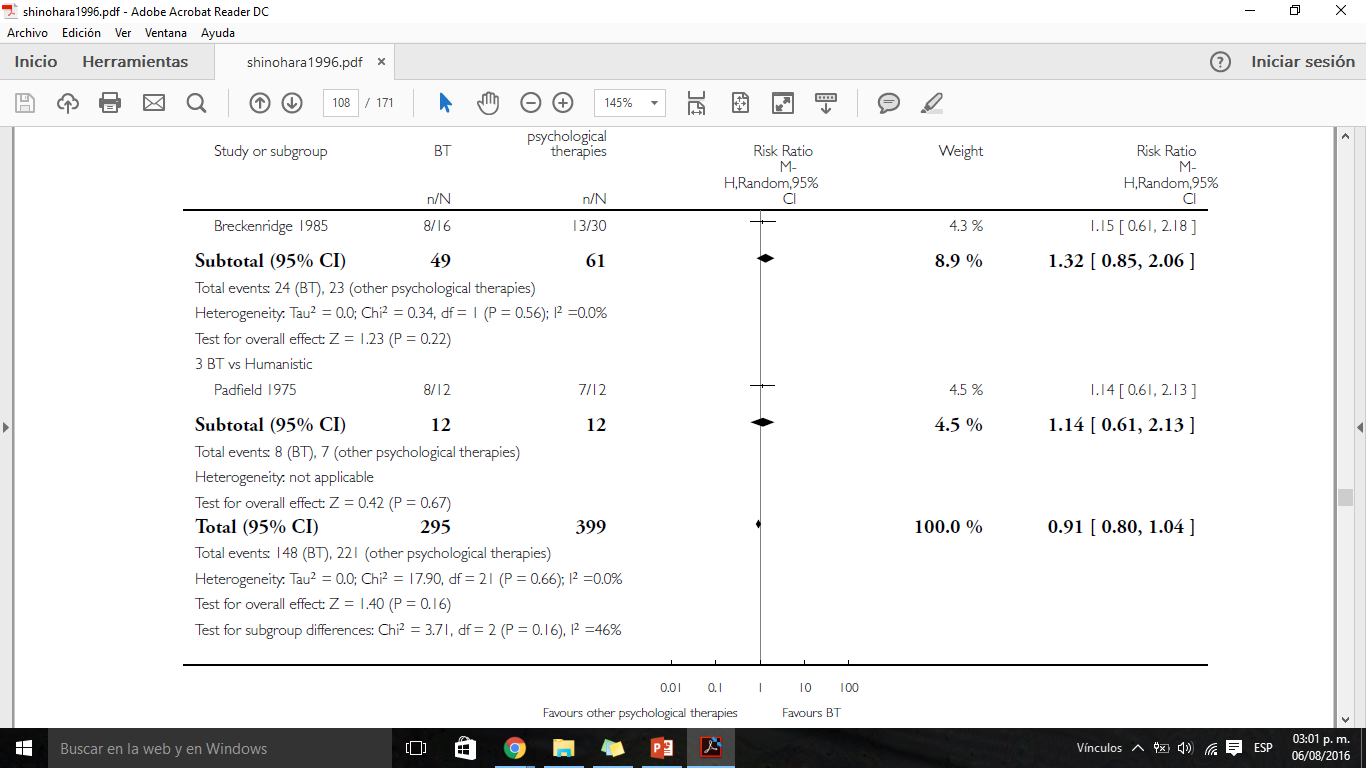 shinohara1996.pdf - Adobe Acrobat Reader DC
Archivo Edición Ver Ventana Ayuda
Inicio Herramientas shinohara1996.pdf × ? Iniciar sesión
108 / 171 145%
psychological
Study or subgroup BT therapies Risk Ratio Weight Risk Ratio
M- M-
H,Random,95% H,Random,95%
n/N n/N CI CI
Breckenridge 1985 8/16 13/30 4.3 % 1.15 [ 0.61, 2.18 ]
Subtotal (95% CI) 49 61 8.9 % 1.32 [ 0.85, 2.06 ]
Total events: 24 (BT), 23 (other psychological therapies)
Heterogeneity: Tau² = 0.0; Chi² = 0.34, df = 1 (P = 0.56); I² =0.0%
Test for overall effect: Z = 1.23 (P = 0.22)
3 BT vs Humanistic
Padfield 1975 8/12 7/12 4.5 % 1.14 [ 0.61, 2.13 ]
Subtotal (95% CI) 12 12 4.5 % 1.14 [ 0.61, 2.13 ]
Total events: 8 (BT), 7 (other psychological therapies)
Heterogeneity: not applicable
Test for overall effect: Z = 0.42 (P = 0.67)
Total (95% CI) 295 399 100.0 % 0.91 [ 0.80, 1.04 ]
Total events: 148 (BT), 221 (other psychological therapies)
Heterogeneity: Tau² = 0.0; Chi² = 17.90, df = 21 (P = 0.66); I² =0.0%
Test for overall effect: Z = 1.40 (P = 0.16)
Test for subgroup differences: Chi² = 3.71, df = 2 (P = 0.16), I² =46%
0.01 0.1 1 10 100
Favours other psychological therapies Favours BT
Buscar en la web y en Windows Vínculos ESP 03:01 p. m.
06/08/2016